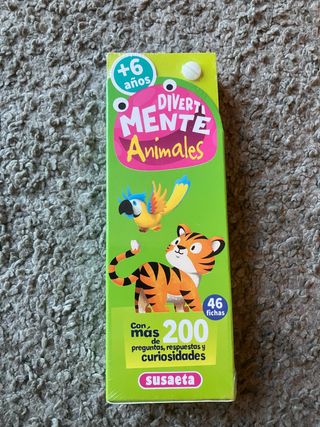 +6
años
DIVERTI
MENTE
Animales
46
fichas
Con
más de 200
preguntas, respuestas y
curiosidades
susaeta